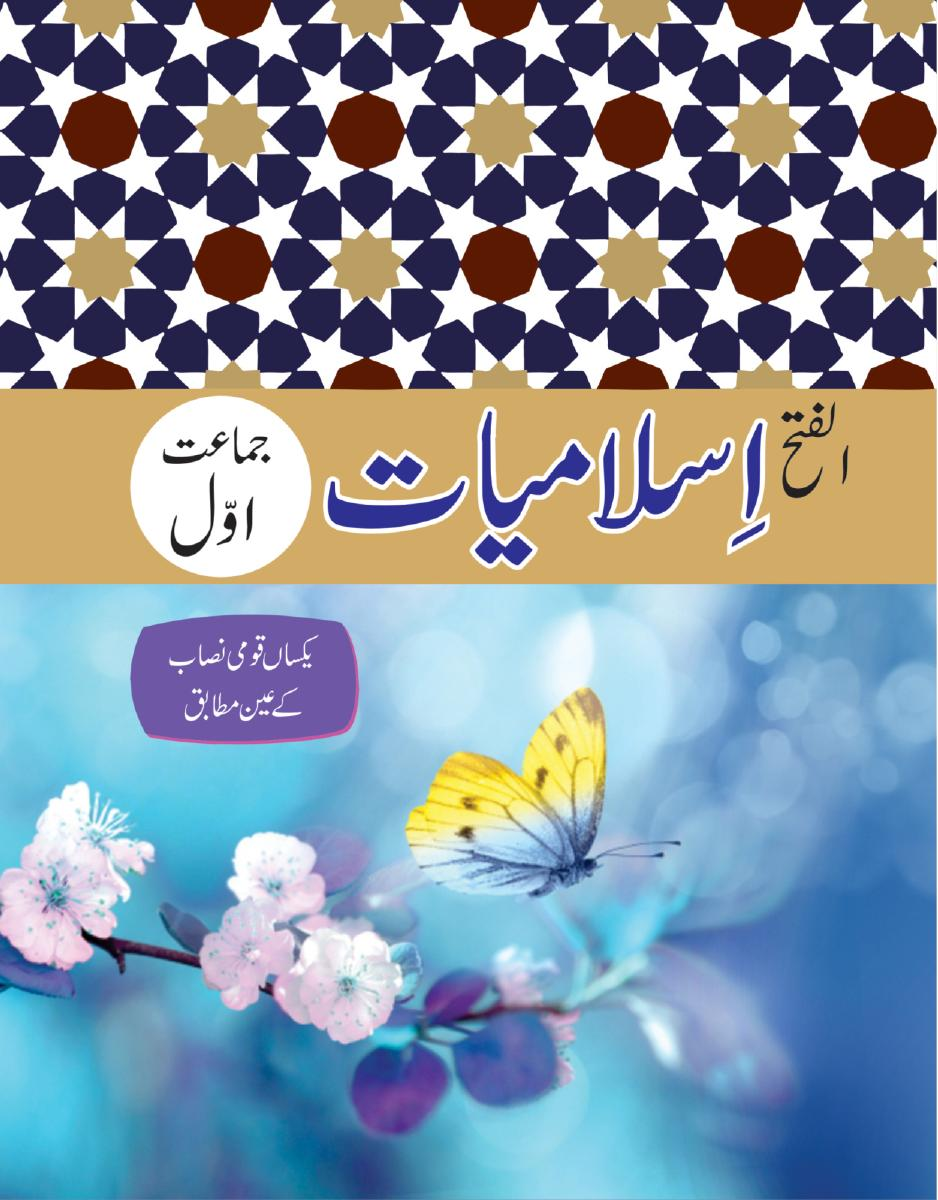 الفتح
اِسلامیات
جماعت
اوّل
یکساں قومی نصاب
کے عین مطابق